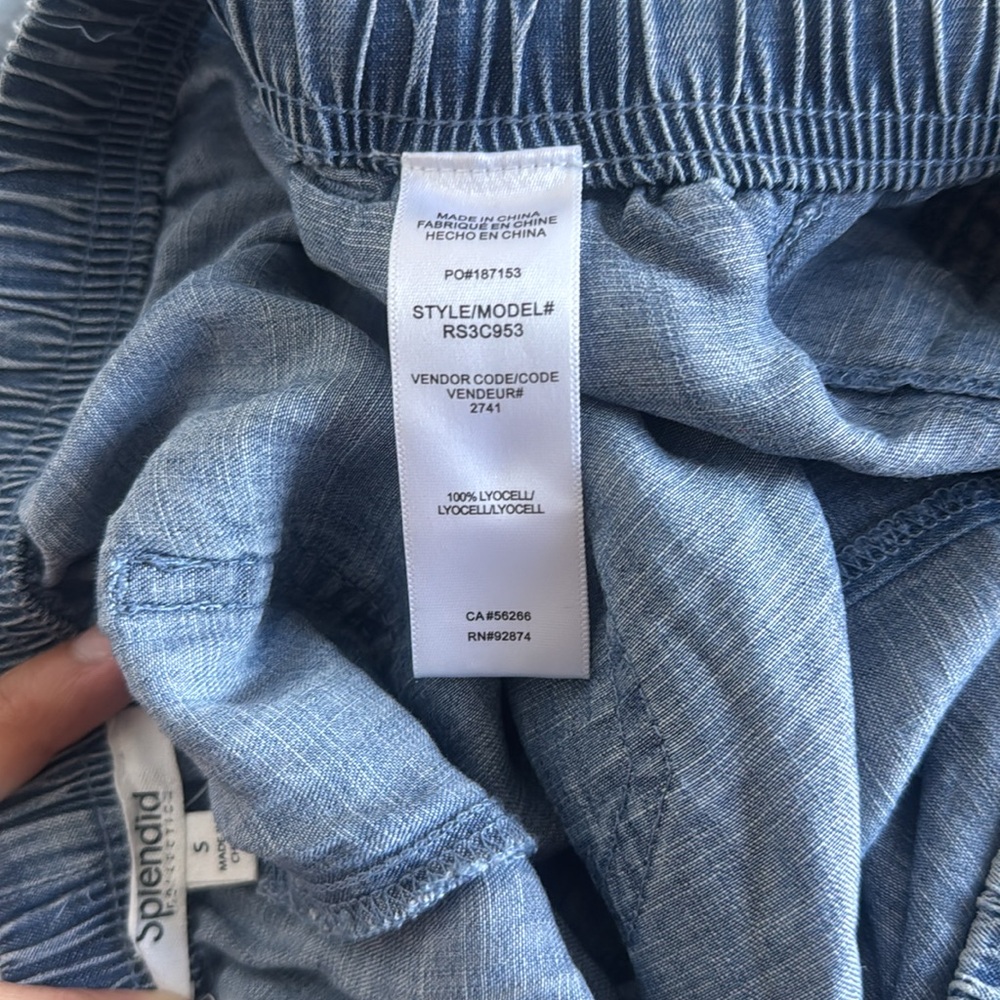 MADE IN CHINA
FABRIQUÉ EN CHINE
HECHO EN CHINA
PO#187153
STYLE/MODEL#
RS3C953
VENDOR CODE/CODE
VENDEUR#
2741
100% LYOCELL/
LYOCELL/LYOCELL
CA#56266
RN#92874
Splendid
S
MADE